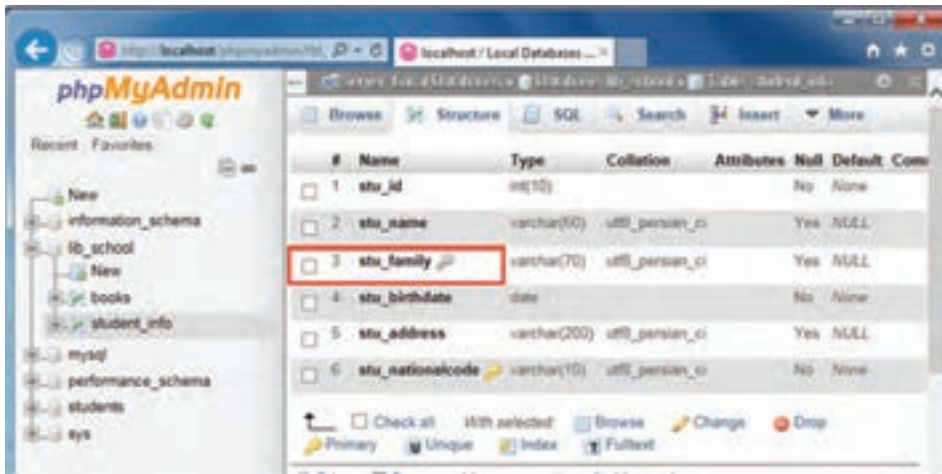 localhost / Local Databases ...
phpMyAdmin
Recent Favorites
New
information_schema
lib_school
New
books
student_info
mysql
performance_schema
students
sys
Browse Structure SQL Search Insert More
# Name Type Collation Attributes Null Default Com
1 stu_id int(10) No None
2 stu_name varchar(60) utf8_persian_ci Yes NULL
3 stu_family varchar(70) utf8_persian_ci Yes NULL
4 stu_birthdate date No None
5 stu_address varchar(200) utf8_persian_ci Yes NULL
6 stu_nationalcode varchar(10) utf8_persian_ci No None
Check all With selected: Browse Change Drop
Primary Unique Index Fulltext